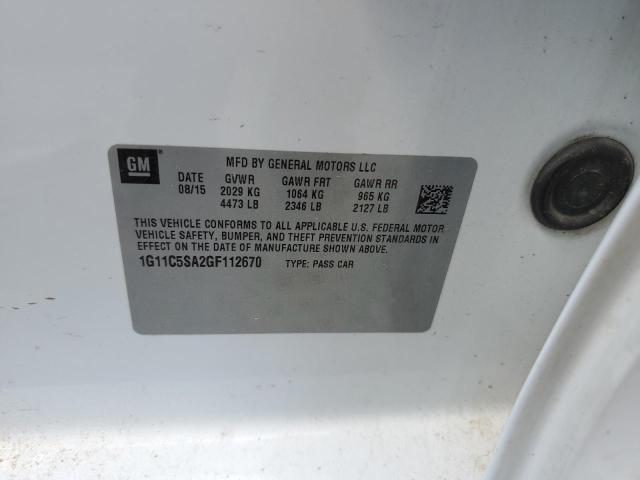 GM MFD BY GENERAL MOTORS LLC
DATE GVWR GAWR FRT GAWR RR
08/15 2029 KG 1064 KG 965 KG
4473 LB 2346 LB 2127 LB
THIS VEHICLE CONFORMS TO ALL APPLICABLE U.S. FEDERAL MOTOR
VEHICLE SAFETY, BUMPER, AND THEFT PREVENTION STANDARDS IN
EFFECT ON THE DATE OF MANUFACTURE SHOWN ABOVE.
1G11C5SA2GF112670 TYPE: PASS CAR